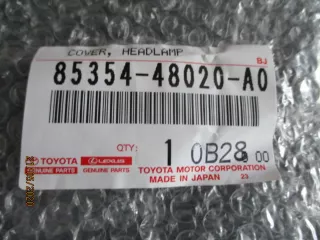 COVER, HEADLAMP BJ
85354-48020-A0
QTY: 1 0B28 00
TOYOTA LEXUS TOYOTA MOTOR CORPORATION
GENUINE PARTS GENUINE PARTS MADE IN JAPAN 23